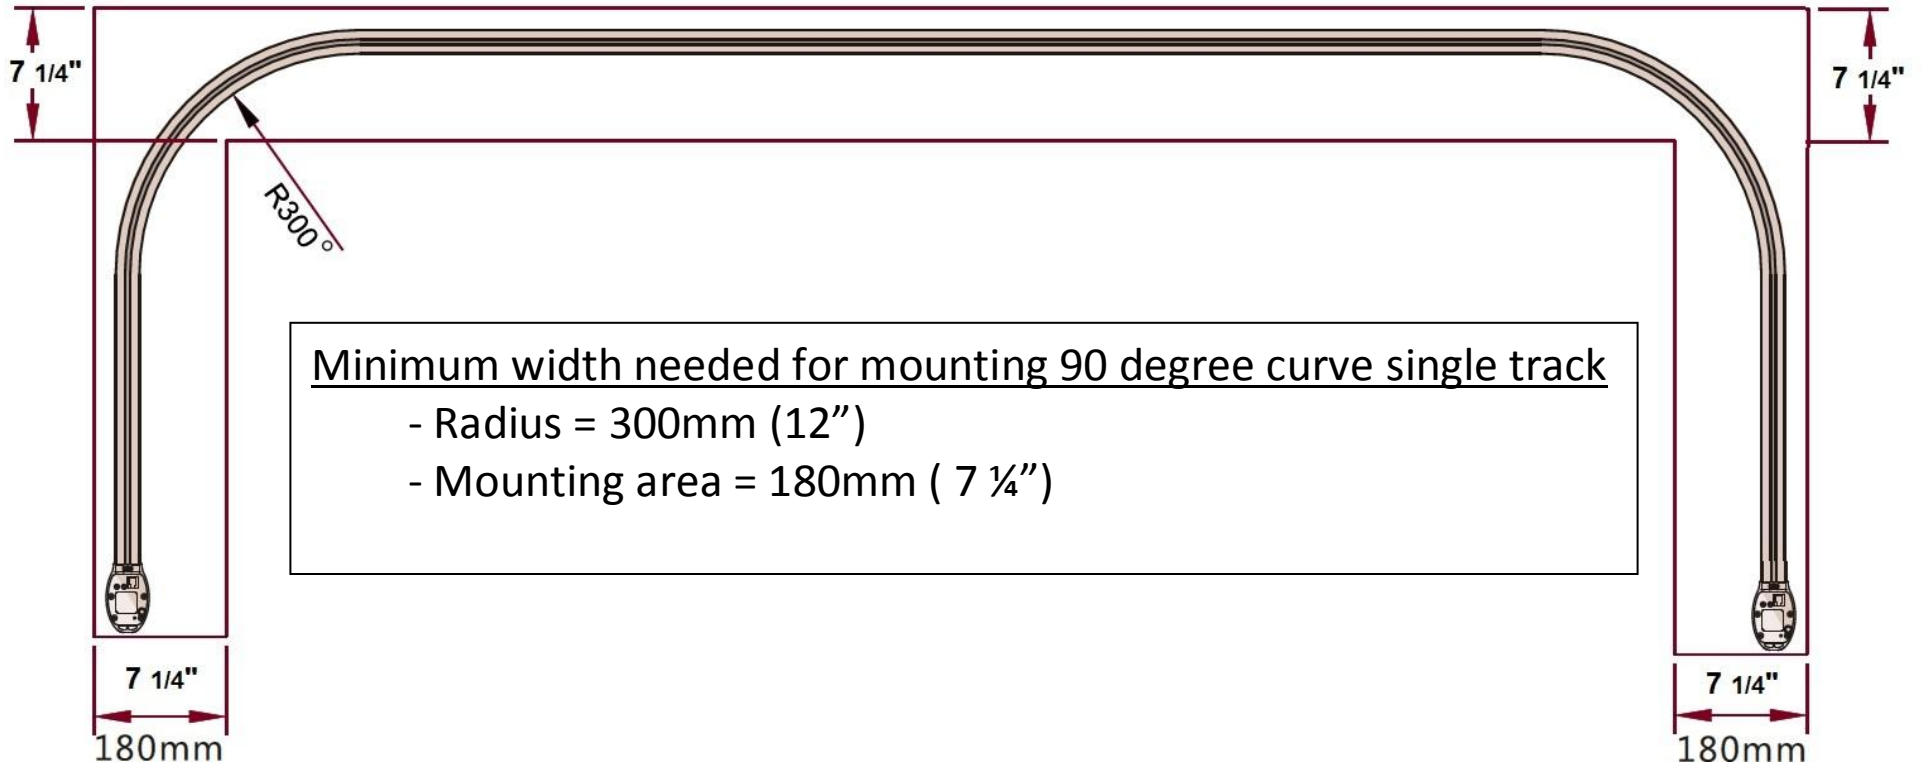 7 1/4"
7 1/4"
R300°
Minimum width needed for mounting 90 degree curve single track
- Radius = 300mm (12”)
- Mounting area = 180mm ( 7 ¼”)
7 1/4"
7 1/4"
180mm
180mm